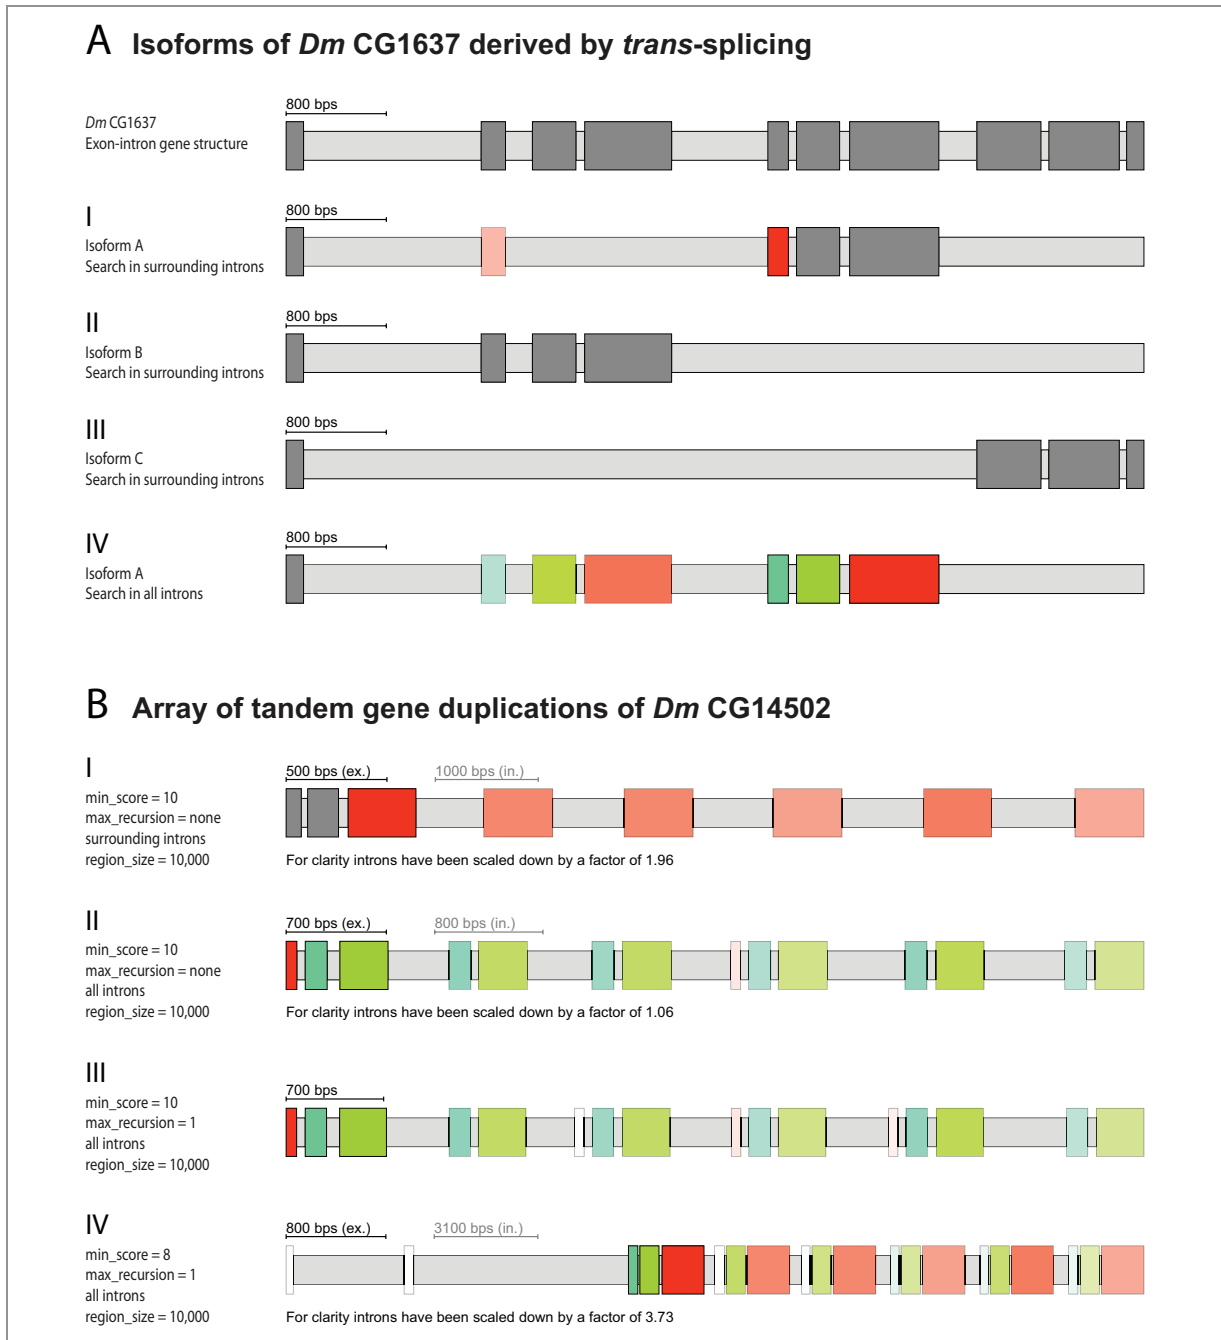 A Isoforms of Dm CG1637 derived by trans-splicing
800 bps
Dm CG1637
Exon-intron gene structure
I
800 bps
Isoform A
Search in surrounding introns
II
800 bps
Isoform B
Search in surrounding introns
III
800 bps
Isoform C
Search in surrounding introns
IV
800 bps
Isoform A
Search in all introns
B Array of tandem gene duplications of Dm CG14502
I
500 bps (ex.) 1000 bps (in.)
min_score = 10
max_recursion = none
surrounding introns
region_size = 10,000
For clarity introns have been scaled down by a factor of 1.96
II
700 bps (ex.) 800 bps (in.)
min_score = 10
max_recursion = none
all introns
region_size = 10,000
For clarity introns have been scaled down by a factor of 1.06
III
700 bps
min_score = 10
max_recursion = 1
all introns
region_size = 10,000
IV
800 bps (ex.) 3100 bps (in.)
min_score = 8
max_recursion = 1
all introns
region_size = 10,000
For clarity introns have been scaled down by a factor of 3.73